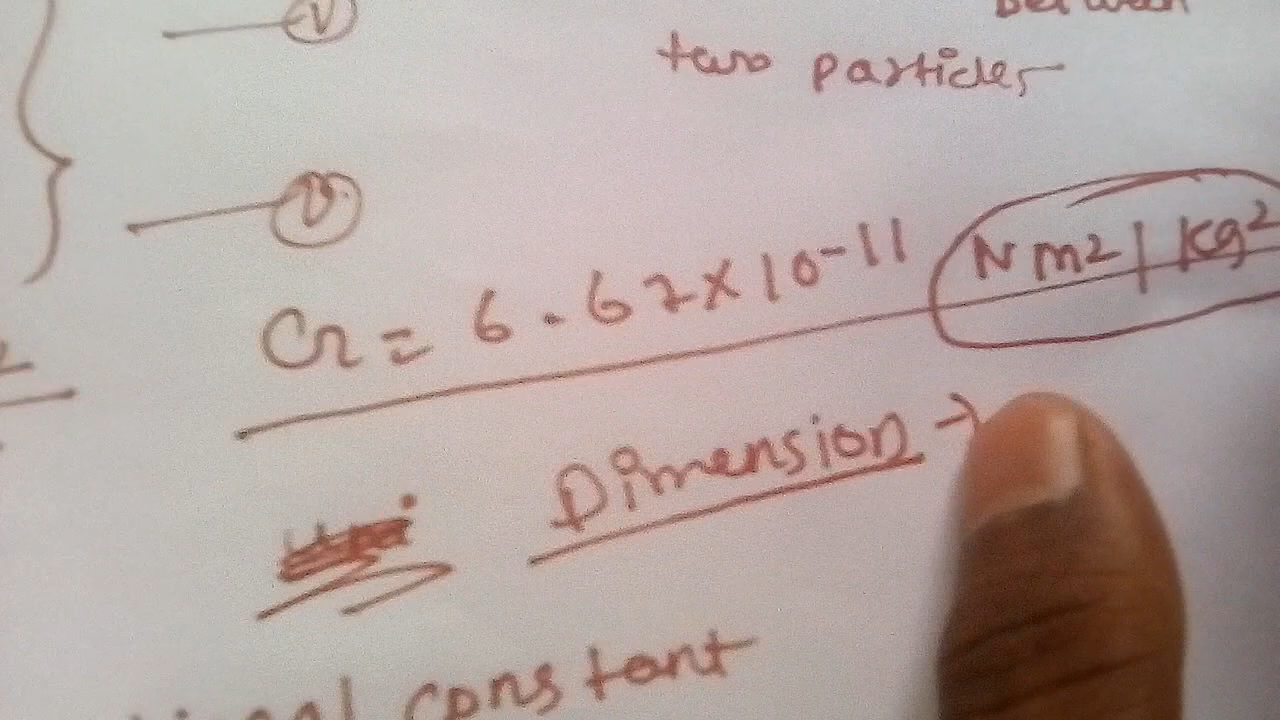 V
two particles
V
G = 6.67×10-11 Nm2|Kg2
Dimension →
constant